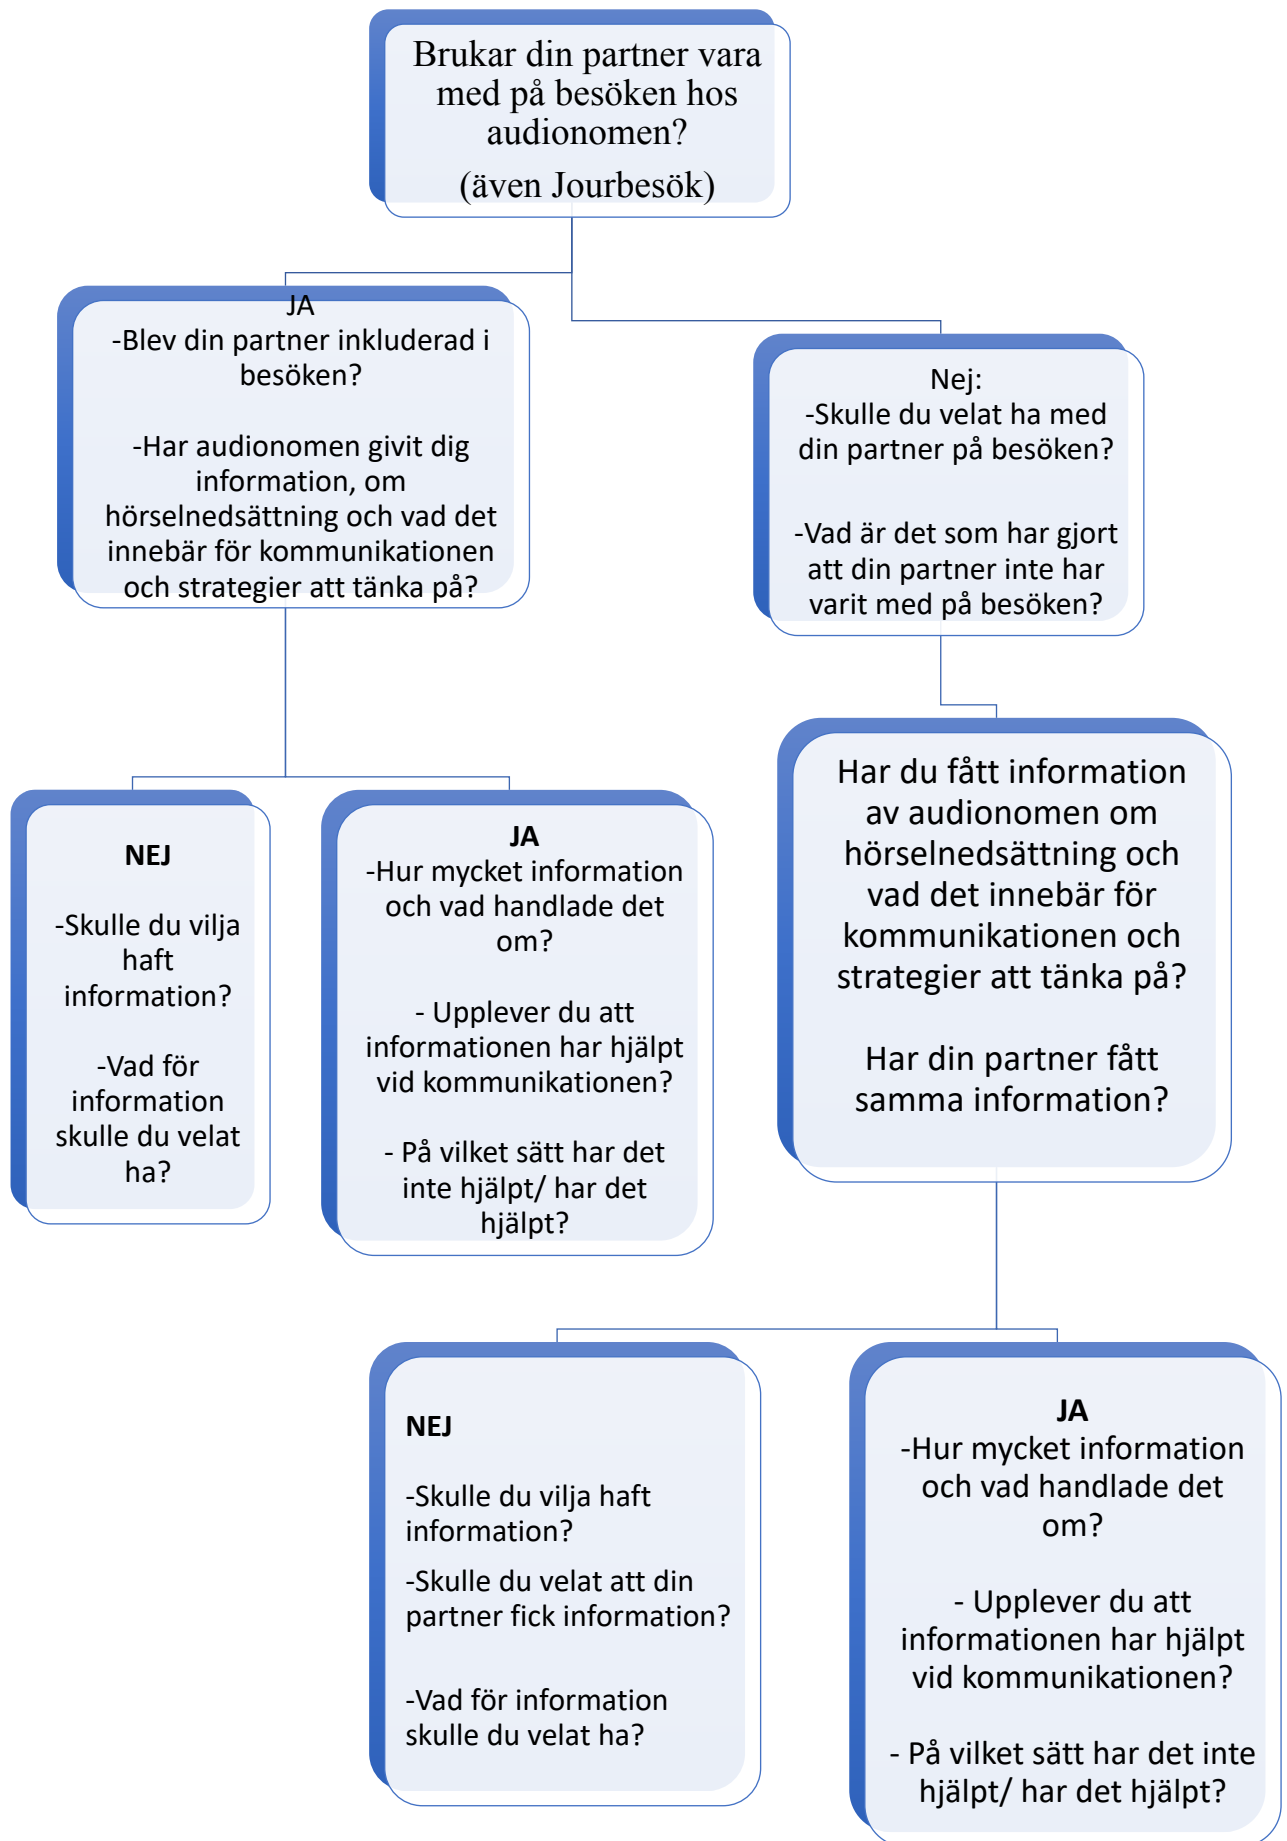 Brukar din partner vara
med på besöken hos
audionomen?
(även Jourbesök)
JA
-Blev din partner inkluderad i
besöken?
-Har audionomen givit dig
information, om
hörselnedsättning och vad det
innebär för kommunikationen
och strategier att tänka på?
Nej:
-Skulle du velat ha med
din partner på besöken?
-Vad är det som har gjort
att din partner inte har
varit med på besöken?
NEJ
-Skulle du vilja
haft
information?
-Vad för
information
skulle du velat
ha?
JA
-Hur mycket information
och vad handlade det
om?
- Upplever du att
informationen har hjälpt
vid kommunikationen?
- På vilket sätt har det
inte hjälpt/ har det
hjälpt?
Har du fått information
av audionomen om
hörselnedsättning och
vad det innebär för
kommunikationen och
strategier att tänka på?
Har din partner fått
samma information?
NEJ
-Skulle du vilja haft
information?
-Skulle du velat att din
partner fick information?
-Vad för information
skulle du velat ha?
JA
-Hur mycket information
och vad handlade det
om?
- Upplever du att
informationen har hjälpt
vid kommunikationen?
- På vilket sätt har det inte
hjälpt/ har det hjälpt?